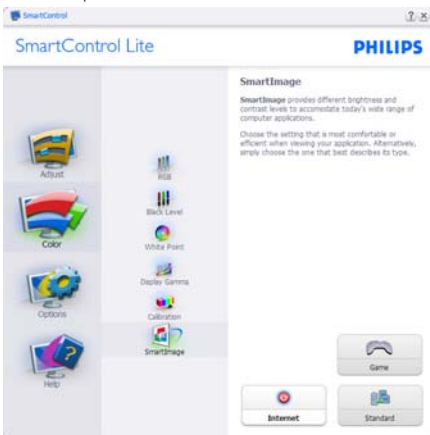 SmartControl
SmartControl Lite
PHILIPS
Adjust
Color
Options
Help
RGB
Black Level
White Point
Display Gamma
Calibration
SmartImage
SmartImage
SmartImage provides different brightness and
contrast levels to accomodate today's wide range of
computer applications.
Choose the setting that is most comfortable or
efficient when viewing your application. Alternatively,
simply choose the one that best describes its type.
Game
Internet
Standard